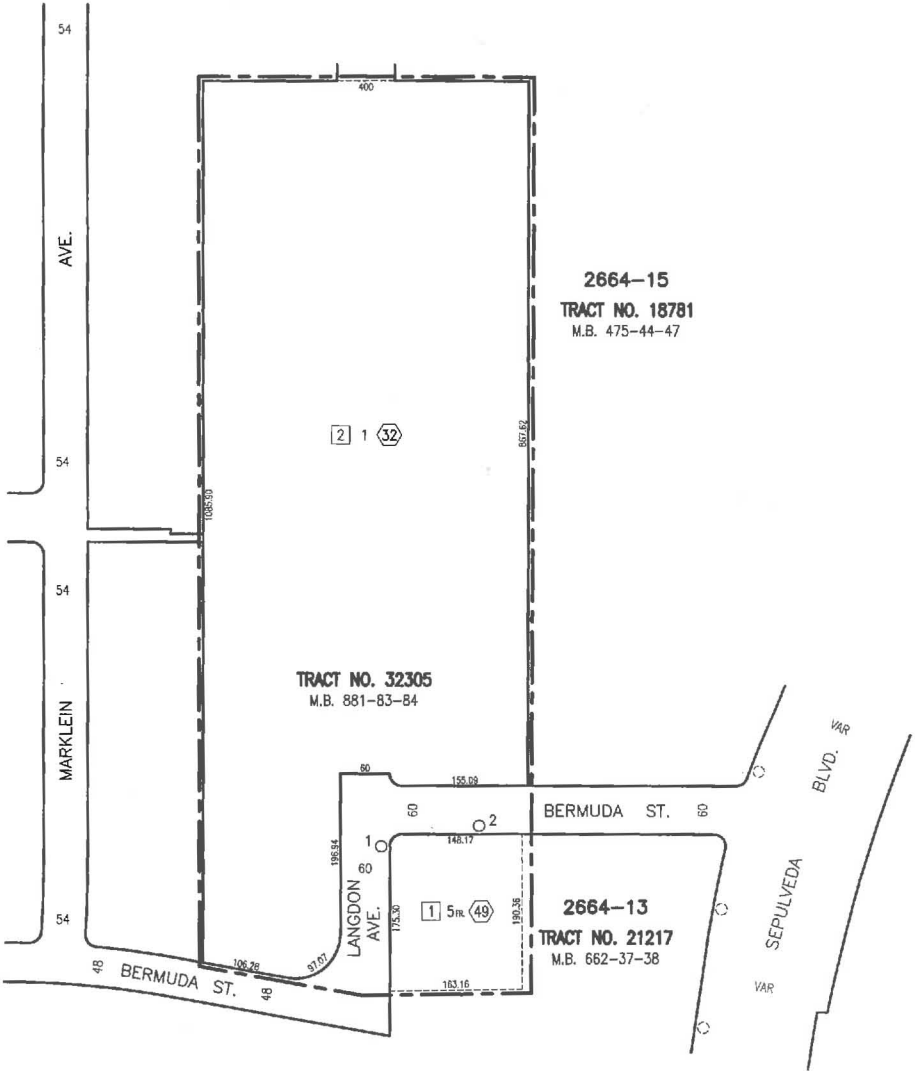 54
AVE.
54
54
MARKLEIN
54
400
2664-15
TRACT NO. 18781
M.B. 475-44-47
2 1 32
867.62
1085.90
TRACT NO. 32305
M.B. 881-83-84
60
155.09
60
BERMUDA ST.
60
2
148.17
1
60
196.94
LANGDON
AVE.
175.30
1 5FR. 49
190.36
2664-13
TRACT NO. 21217
M.B. 662-37-38
VAR
BLVD.
SEPULVEDA
VAR
48
BERMUDA ST.
48
106.28
97.07
163.16